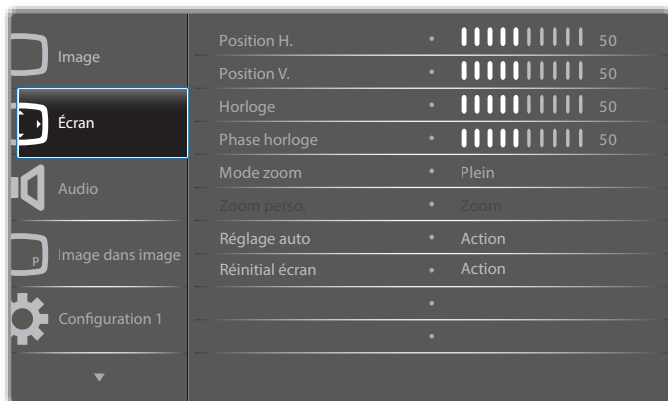 Image
Écran
Audio
P
Image dans image
Configuration 1
Position H. • 50
Position V. • 50
Horloge • 50
Phase horloge • 50
Mode zoom • Plein
Zoom perso. • Zoom
Réglage auto • Action
Réinitial écran • Action
•
•